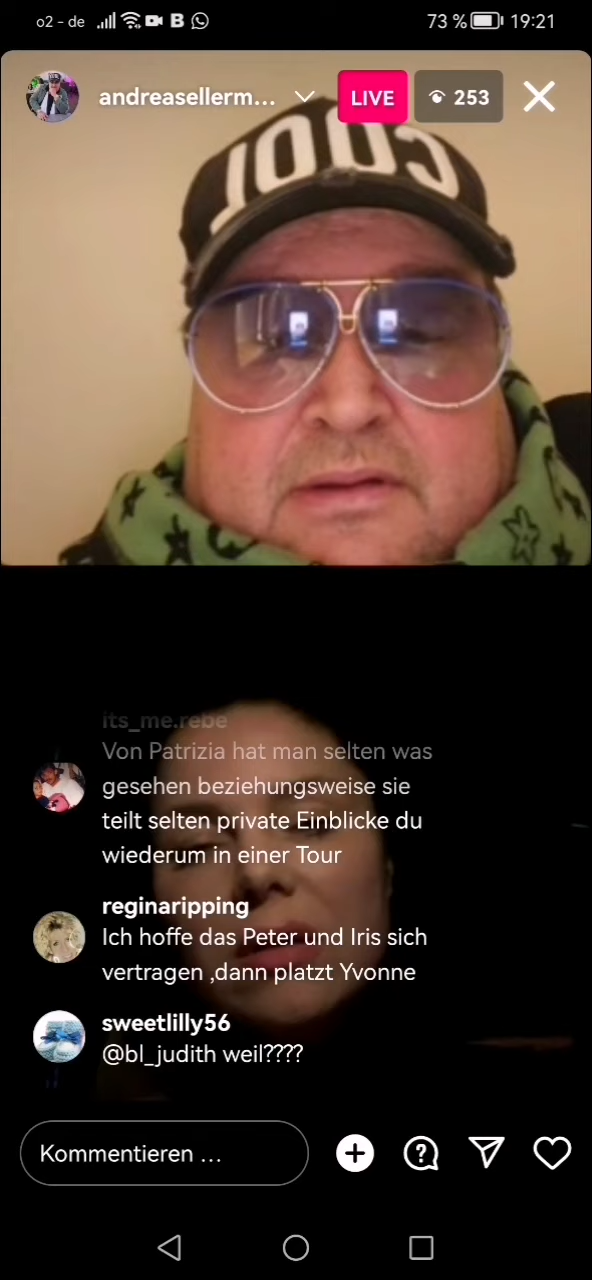 o2 - de B 73 % 19:21
andreasellerm... LIVE 253
COOL
its_me.rebe
Von Patrizia hat man selten was
gesehen beziehungsweise sie
teilt selten private Einblicke du
wiederum in einer Tour
reginaripping
Ich hoffe das Peter und Iris sich
vertragen ,dann platzt Yvonne
sweetlilly56
@bl_judith weil????
Kommentieren ...